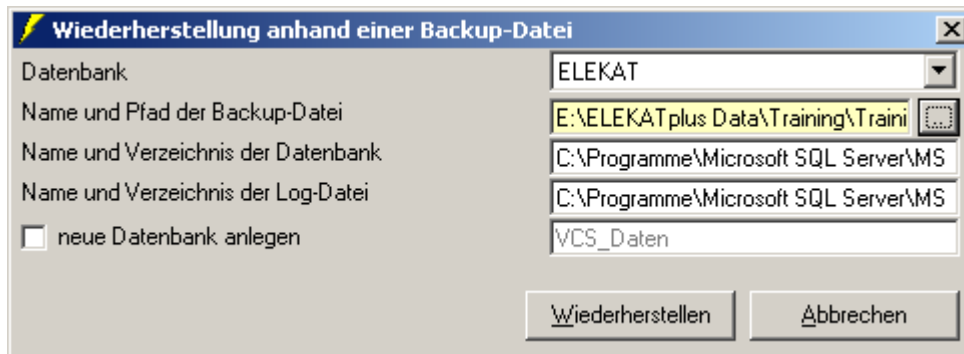 Wiederherstellung anhand einer Backup-Datei
Datenbank ELEKAT
Name und Pfad der Backup-Datei E:\ELEKATplus Data\Training\Traini ...
Name und Verzeichnis der Datenbank C:\Programme\Microsoft SQL Server\MS
Name und Verzeichnis der Log-Datei C:\Programme\Microsoft SQL Server\MS
neue Datenbank anlegen VCS_Daten
Wiederherstellen Abbrechen